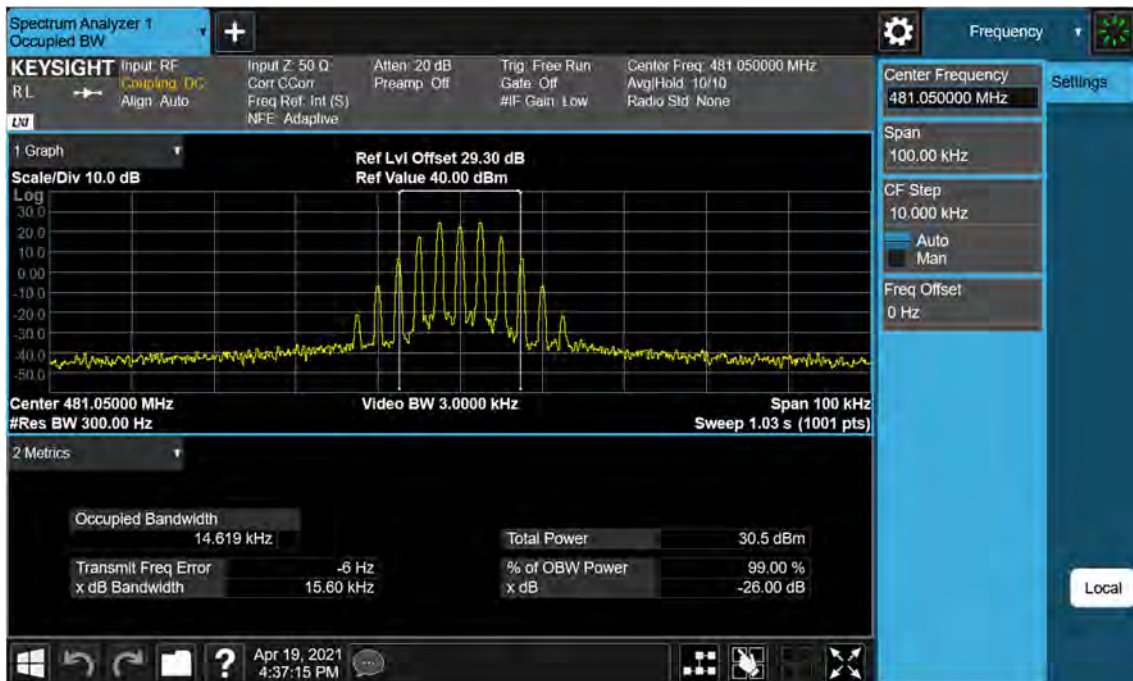 Spectrum Analyzer 1
Occupied BW
+
Frequency
KEYSIGHT
RL
LXI
Input: RF
Coupling: DC
Align: Auto
Input Z: 50 Ω
Corr CCorr
Freq Ref: Int (S)
NFE: Adaptive
Atten: 20 dB
Preamp: Off
Trig: Free Run
Gate: Off
#IF Gain: Low
Center Freq: 481.050000 MHz
Avg|Hold: 10/10
Radio Std: None
Center Frequency
481.050000 MHz
Settings
Span
100.00 kHz
CF Step
10.000 kHz
Auto
Man
Freq Offset
0 Hz
1 Graph
Scale/Div 10.0 dB
Ref Lvl Offset 29.30 dB
Ref Value 40.00 dBm
Log
30.0
20.0
10.0
0.00
-10.0
-20.0
-30.0
-40.0
-50.0
Center 481.05000 MHz
#Res BW 300.00 Hz
Video BW 3.0000 kHz
Span 100 kHz
Sweep 1.03 s (1001 pts)
2 Metrics
Occupied Bandwidth
14.619 kHz
Total Power 30.5 dBm
Transmit Freq Error -6 Hz
% of OBW Power 99.00 %
x dB Bandwidth 15.60 kHz
x dB -26.00 dB
Local
?
Apr 19, 2021
4:37:15 PM